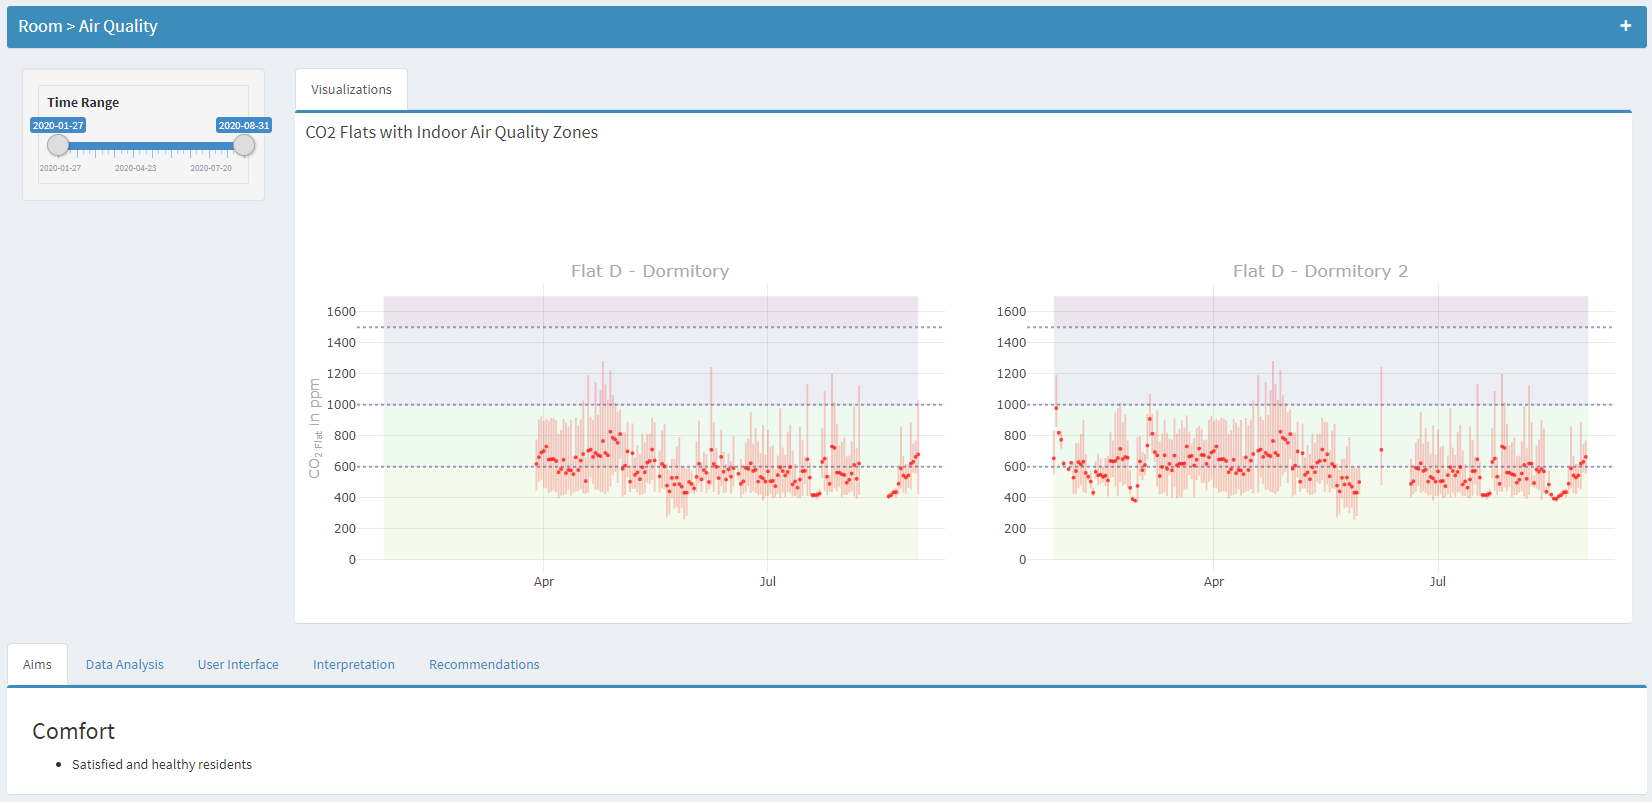 Room > Air Quality
+
Time Range
2020-01-27 2020-08-31
2020-01-27 2020-04-23 2020-07-20
Visualizations
CO2 Flats with Indoor Air Quality Zones
Flat D - Dormitory
CO2 Flat in ppm
1600
1400
1200
1000
800
600
400
200
0
Apr Jul
Flat D - Dormitory 2
1600
1400
1200
1000
800
600
400
200
0
Apr Jul
Aims Data Analysis User Interface Interpretation Recommendations
Comfort
• Satisfied and healthy residents